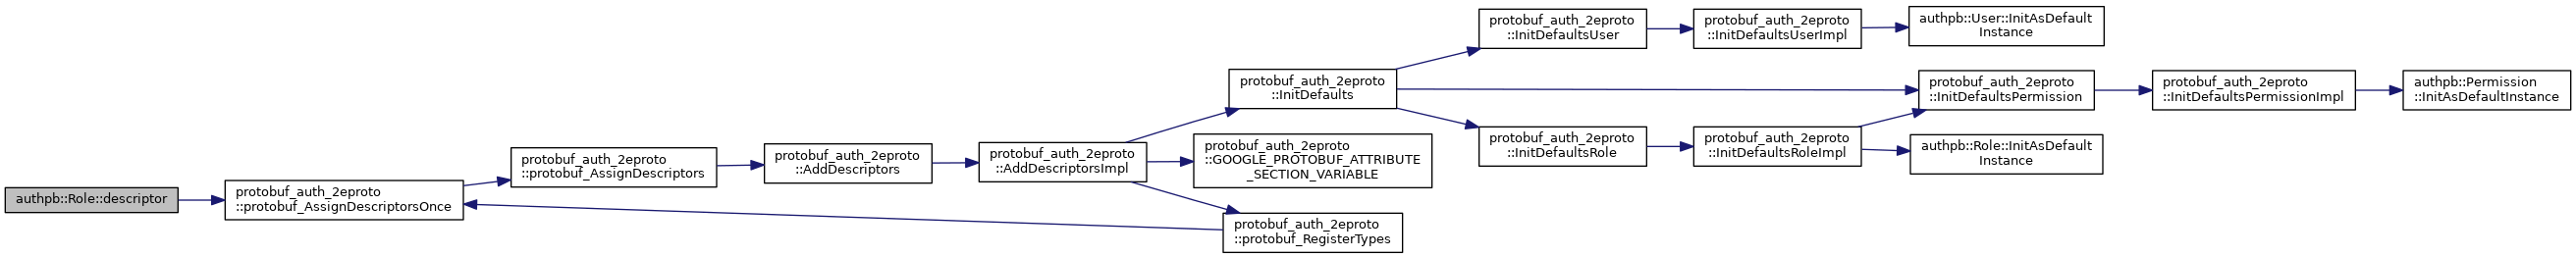 authpb::Role::descriptor
protobuf_auth_2eproto
::protobuf_AssignDescriptorsOnce
protobuf_auth_2eproto
::protobuf_AssignDescriptors
protobuf_auth_2eproto
::AddDescriptors
protobuf_auth_2eproto
::AddDescriptorsImpl
protobuf_auth_2eproto
::InitDefaults
protobuf_auth_2eproto
::GOOGLE_PROTOBUF_ATTRIBUTE
_SECTION_VARIABLE
protobuf_auth_2eproto
::protobuf_RegisterTypes
protobuf_auth_2eproto
::InitDefaultsUser
protobuf_auth_2eproto
::InitDefaultsUserImpl
authpb::User::InitAsDefault
Instance
protobuf_auth_2eproto
::InitDefaultsRole
protobuf_auth_2eproto
::InitDefaultsRoleImpl
protobuf_auth_2eproto
::InitDefaultsPermission
authpb::Role::InitAsDefault
Instance
protobuf_auth_2eproto
::InitDefaultsPermissionImpl
authpb::Permission
::InitAsDefaultInstance